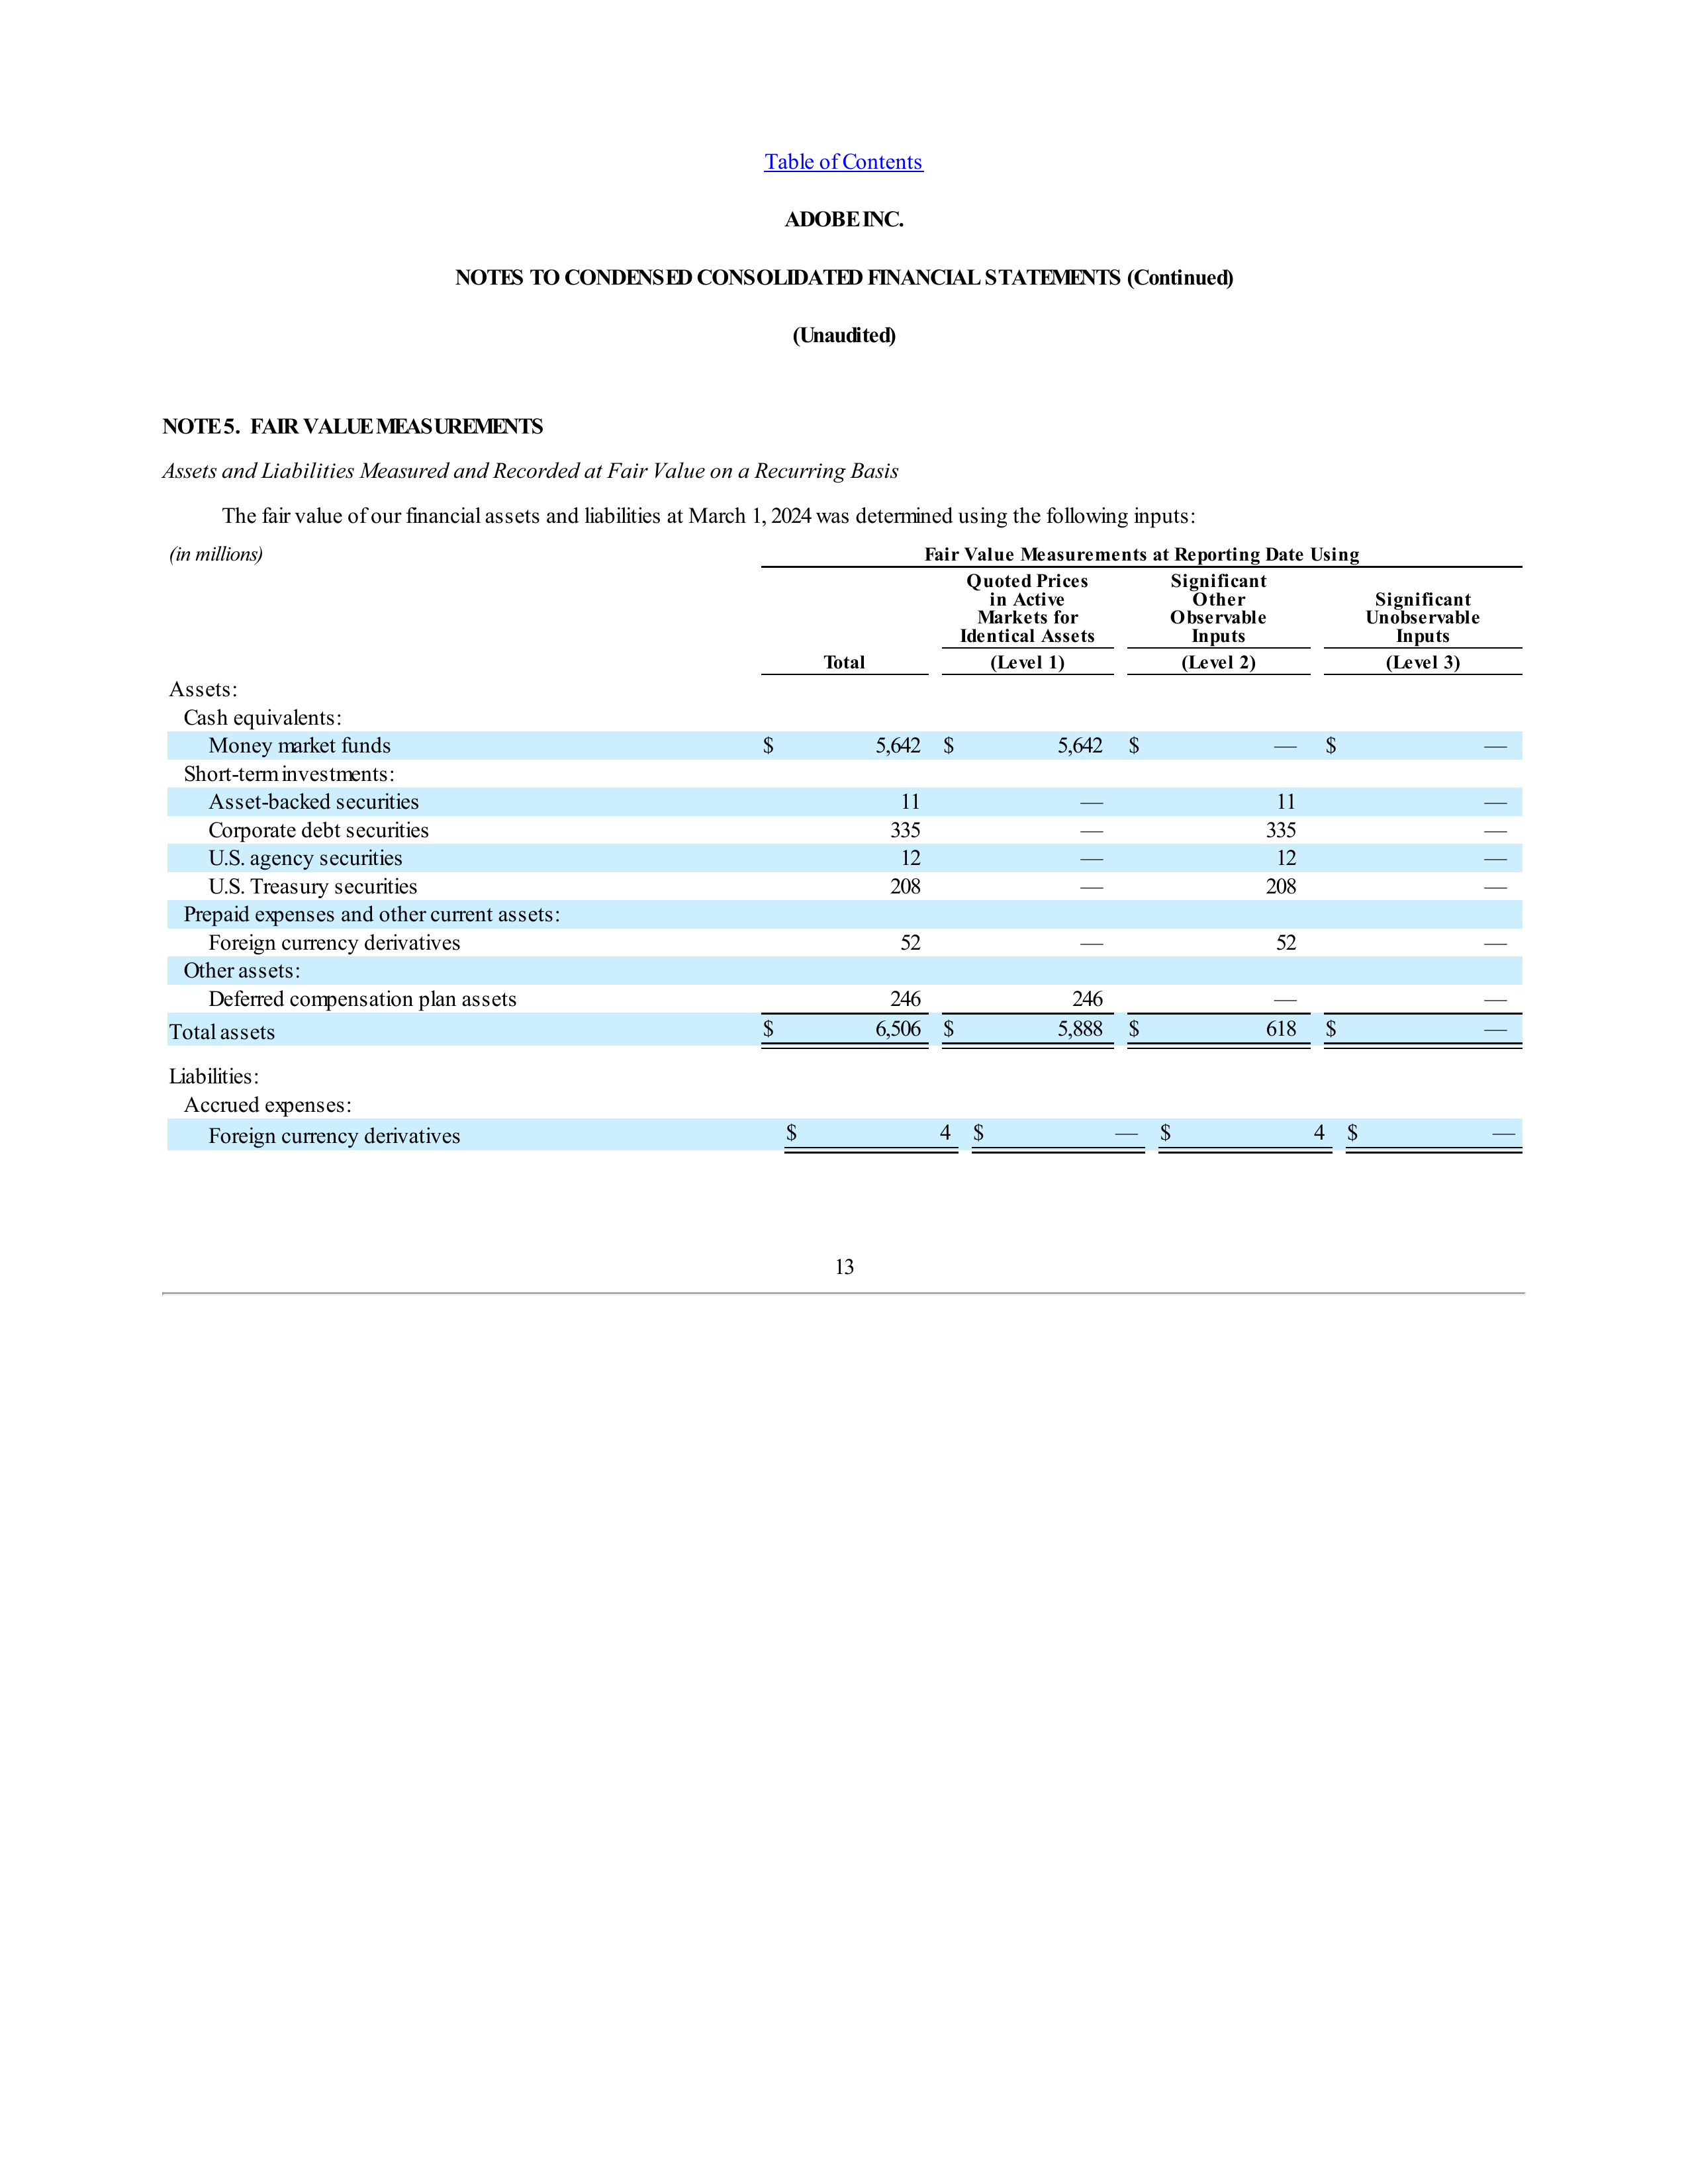 Table of Contents
ADOBE INC.
NOTES TO CONDENSED CONSOLIDATED FINANCIAL STATEMENTS (Continued)
(Unaudited)
NOTE 5. FAIR VALUE MEASUREMENTS
Assets and Liabilities Measured and Recorded at Fair Value on a Recurring Basis
The fair value of our financial assets and liabilities at March 1, 2024 was determined using the following inputs:
(in millions) Fair Value Measurements at Reporting Date Using
Quoted Prices Significant
in Active Other Significant
Markets for Observable Unobservable
Identical Assets Inputs Inputs
Total (Level 1) (Level 2) (Level 3)
Assets:
Cash equivalents:
Money market funds $ 5,642 $ 5,642 $ — $ —
Short-term investments:
Asset-backed securities 11 — 11 —
Corporate debt securities 335 — 335 —
U.S. agency securities 12 — 12 —
U.S. Treasury securities 208 — 208 —
Prepaid expenses and other current assets:
Foreign currency derivatives 52 — 52 —
Other assets:
Deferred compensation plan assets 246 246 — —
Total assets $ 6,506 $ 5,888 $ 618 $ —
Liabilities:
Accrued expenses:
Foreign currency derivatives $ 4 $ — $ 4 $ —
13